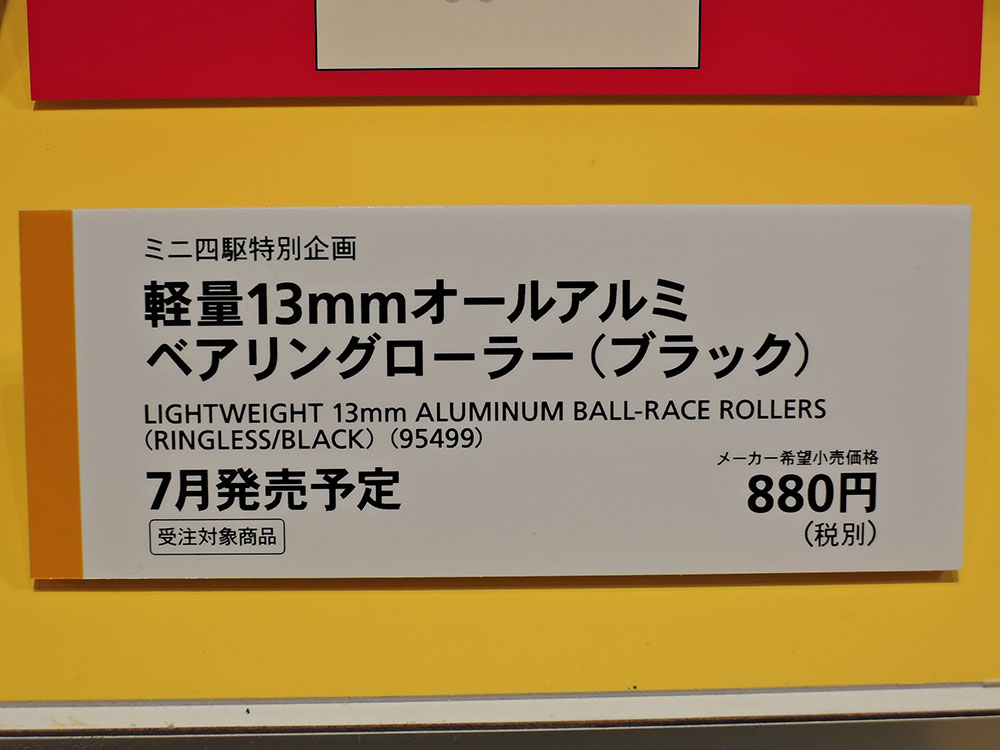 ミニ四駆特別企画
軽量13mmオールアルミ
ベアリングローラー（ブラック）
LIGHTWEIGHT 13mm ALUMINUM BALL-RACE ROLLERS
(RINGLESS/BLACK) (95499)
7月発売予定
受注対象商品
メーカー希望小売価格
880円
（税別）